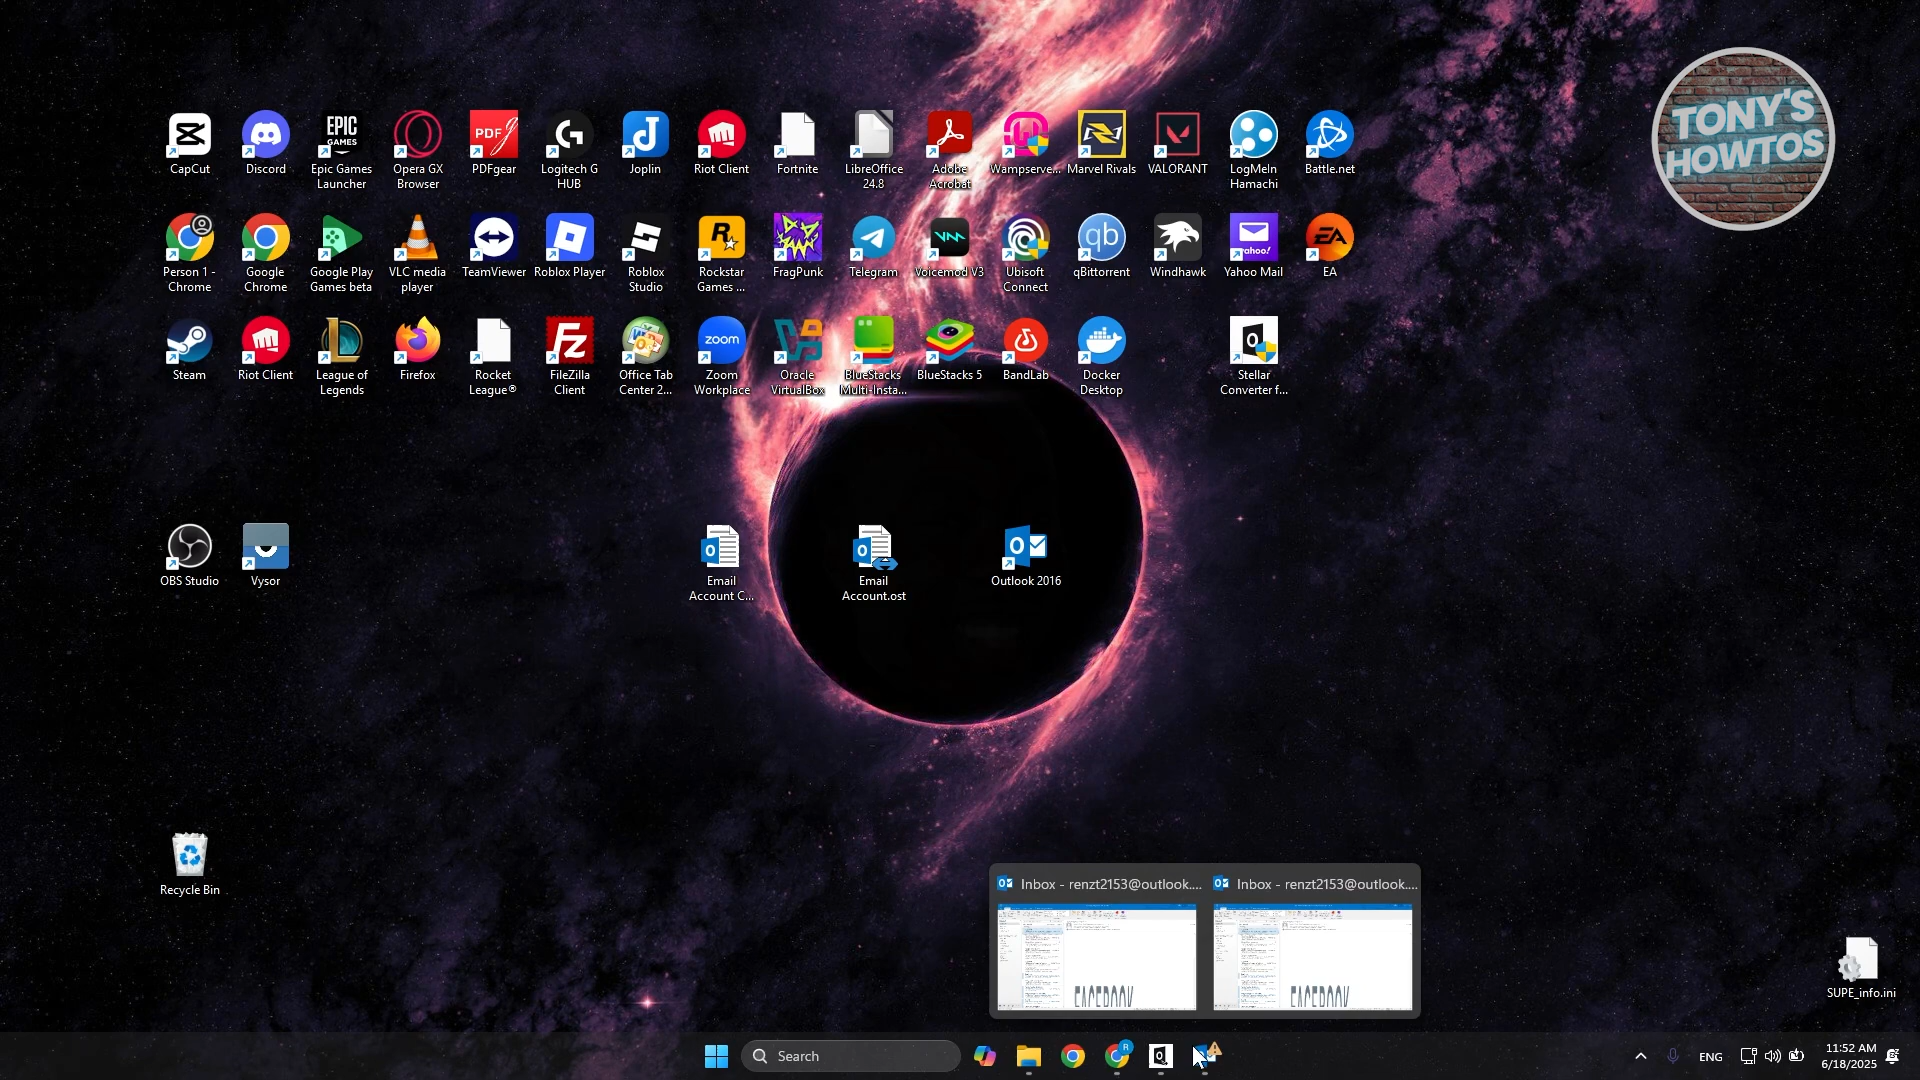 TONY'S
HOWTOS
EPIC
GAMES
PDF
CapCut
Discord
Epic Games
Launcher
Opera GX
Browser
PDFgear
Logitech G
HUB
Joplin
Riot Client
Fortnite
LibreOffice
24.8
Adobe
Acrobat
Wampserve...
Marvel Rivals
VALORANT
LogMeIn
Hamachi
Battle.net
qb
yahoo!
EA
Person 1 -
Chrome
Google
Chrome
Google Play
Games beta
VLC media
player
TeamViewer
Roblox Player
Roblox
Studio
Rockstar
Games ...
FragPunk
Telegram
Voicemod V3
Ubisoft
Connect
qBittorrent
Windhawk
Yahoo Mail
EA
zoom
Steam
Riot Client
League of
Legends
Firefox
Rocket
League®
FileZilla
Client
Office Tab
Center 2...
Zoom
Workplace
Oracle
VirtualBox
BlueStacks
Multi-Insta...
BlueStacks 5
BandLab
Docker
Desktop
Stellar
Converter f...
OBS Studio
Vysor
Email
Account C...
Email
Account.ost
Outlook 2016
Recycle Bin
Inbox - renzt2153@outlook....
Inbox - renzt2153@outlook....
FACEBOOK
FACEBOOK
SUPE_info.ini
Search
ENG
11:52 AM
6/18/2025